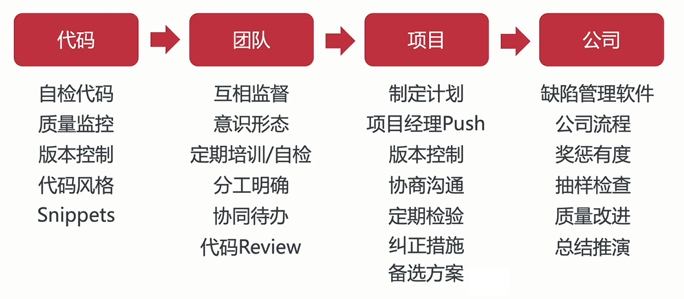 代码
团队
项目
公司
自检代码
质量监控
版本控制
代码风格
Snippets
互相监督
意识形态
定期培训/自检
分工明确
协同待办
代码Review
制定计划
项目经理Push
版本控制
协商沟通
定期检验
纠正措施
备选方案
缺陷管理软件
公司流程
奖惩有度
抽样检查
质量改进
总结推演